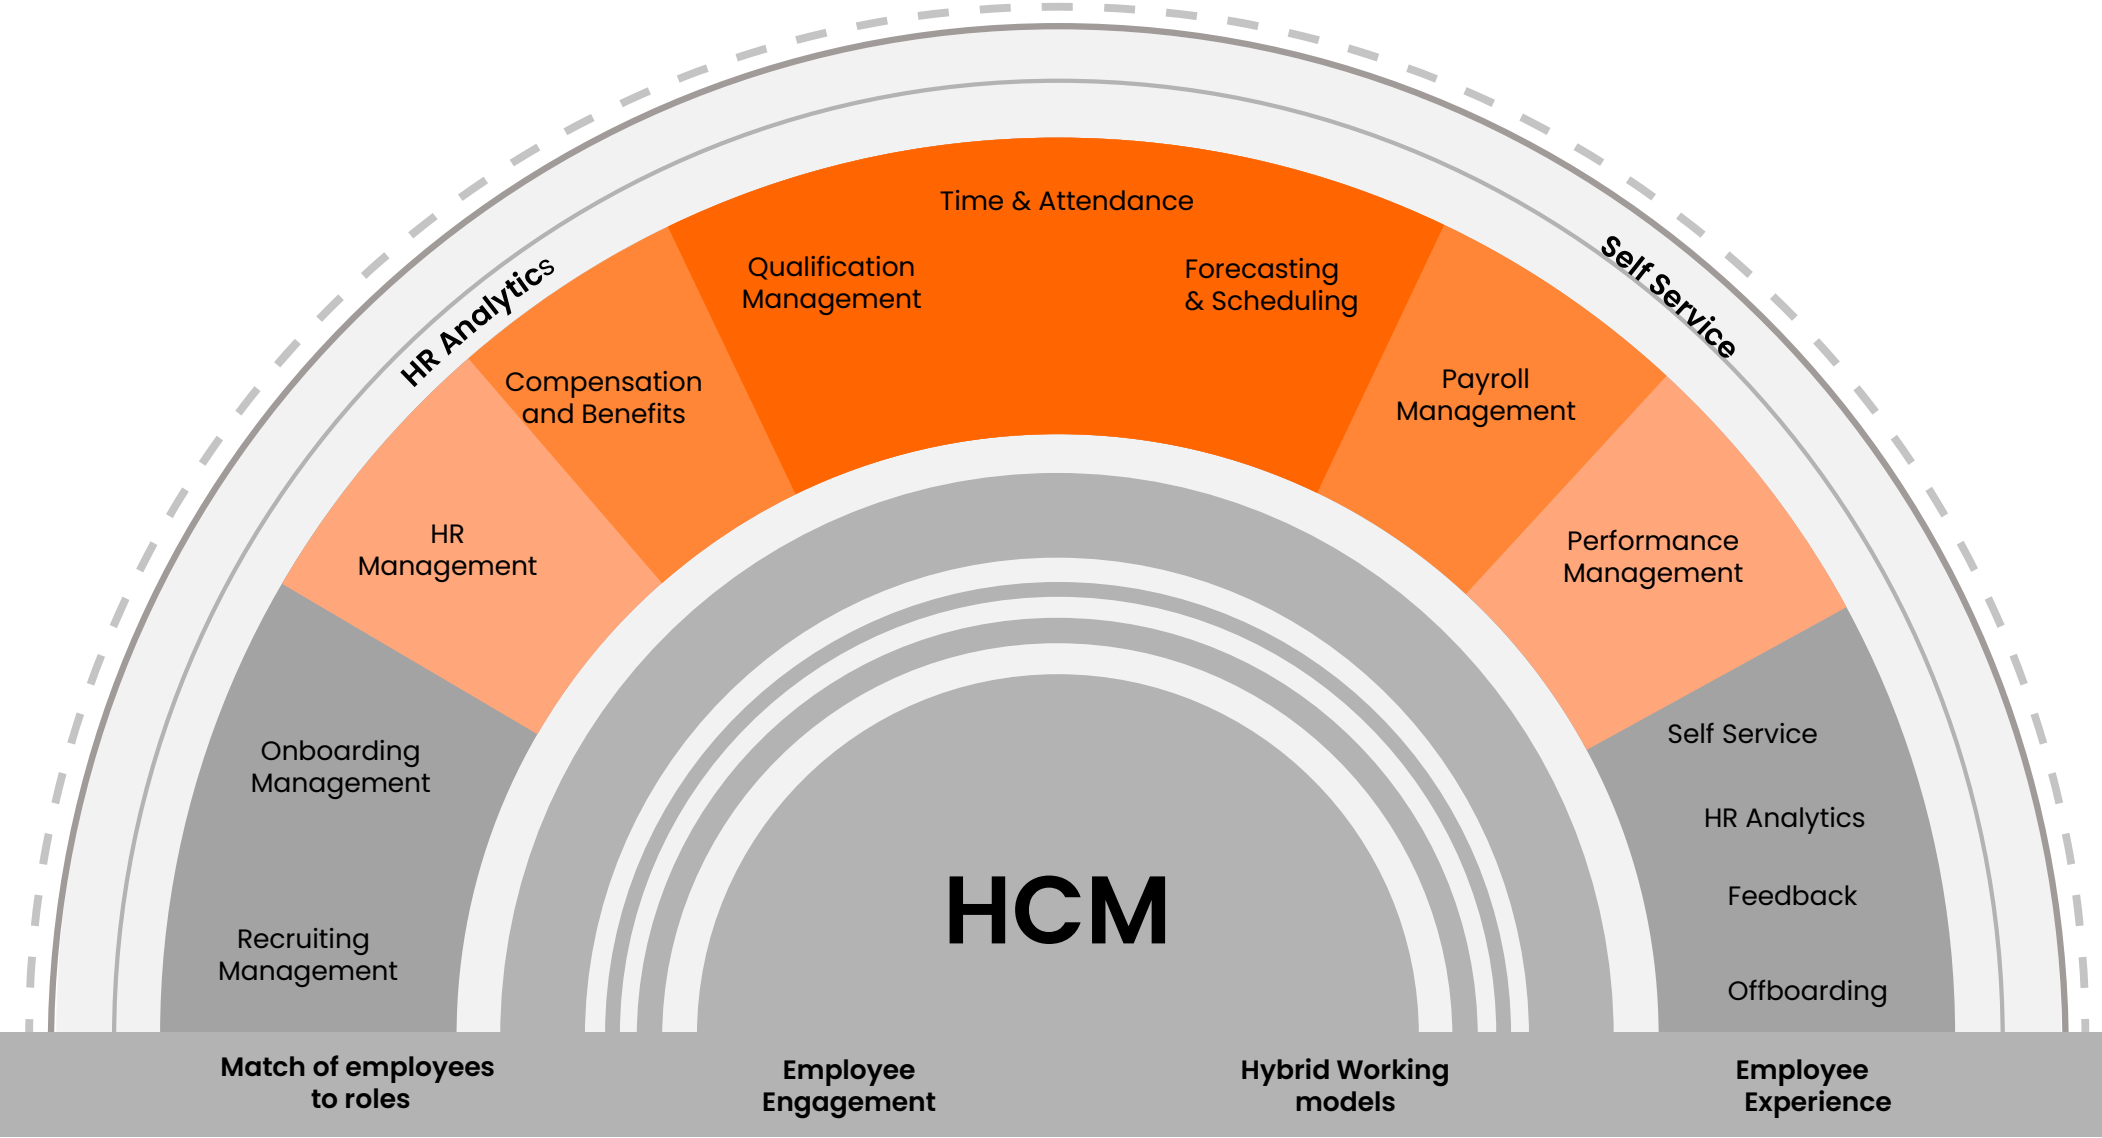 Time & Attendance
Qualification
Management
Forecasting
& Scheduling
HR Analytics
Self Service
Compensation
and Benefits
Payroll
Management
HR
Management
Performance
Management
Onboarding
Management
Self Service
HR Analytics
Feedback
Recruiting
Management
Offboarding
HCM
Match of employees
to roles
Employee
Engagement
Hybrid Working
models
Employee
Experience